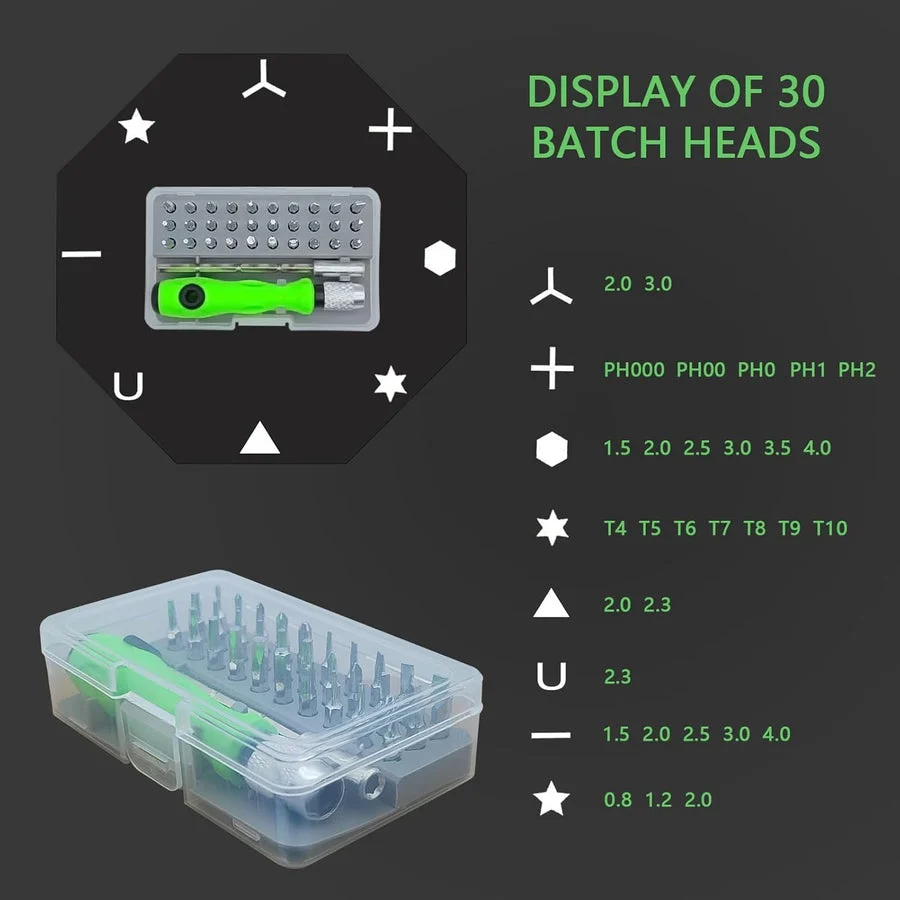 DISPLAY OF 30
BATCH HEADS
2.0 3.0
PH000 PH00 PH0 PH1 PH2
1.5 2.0 2.5 3.0 3.5 4.0
T4 T5 T6 T7 T8 T9 T10
2.0 2.3
U 2.3
1.5 2.0 2.5 3.0 4.0
0.8 1.2 2.0
U